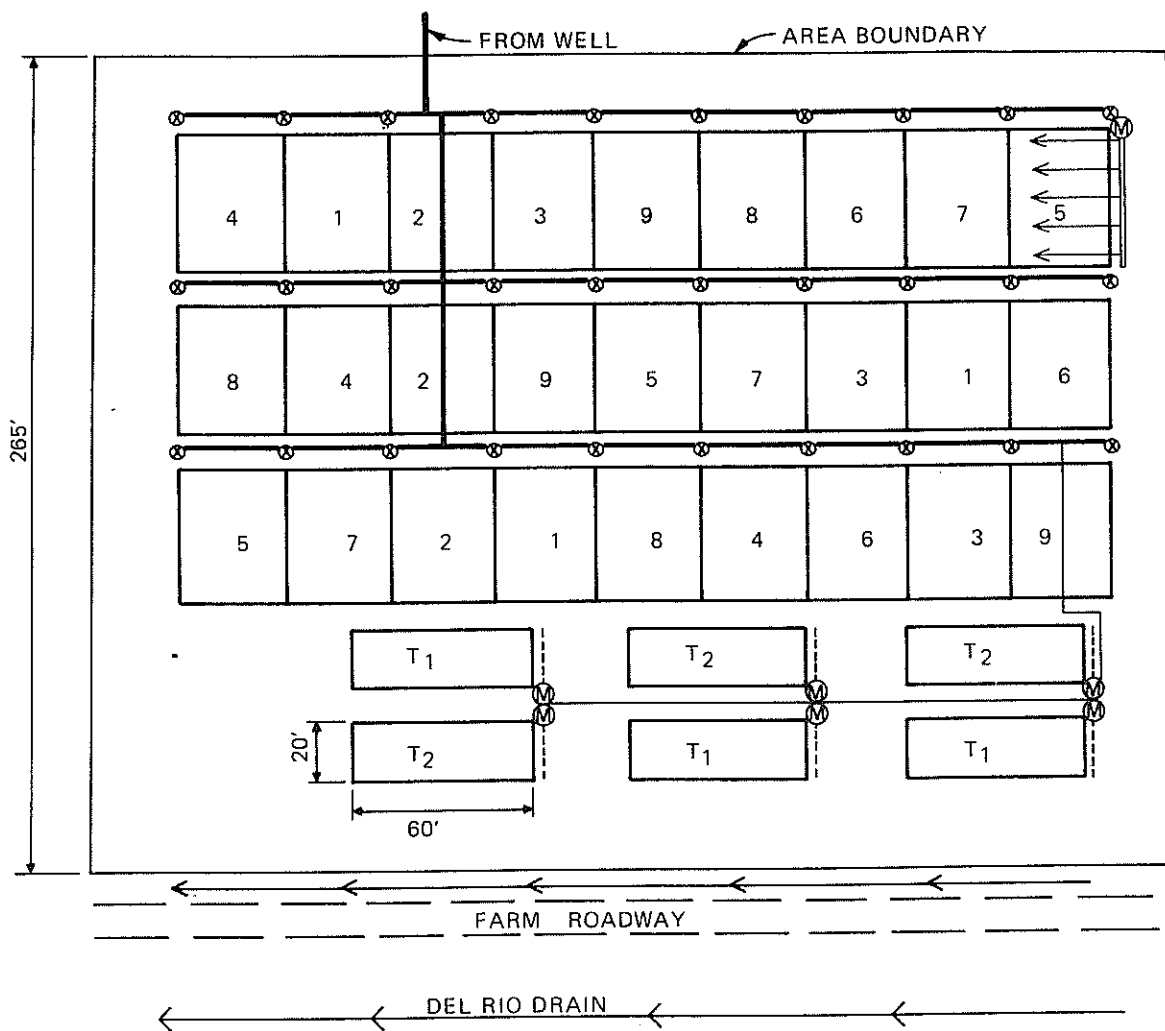 FROM WELL
AREA BOUNDARY
X X X X X X X X X X
M
4 1 2 3 9 8 6 7 5
X X X X X X X X X X
8 4 2 9 5 7 3 1 6
265'
X X X X X X X X X X
5 7 2 1 8 4 6 3 9
T1 T2 T2
M M M
M M M
T2 T1 T1
20'
60'
FARM ROADWAY
DEL RIO DRAIN